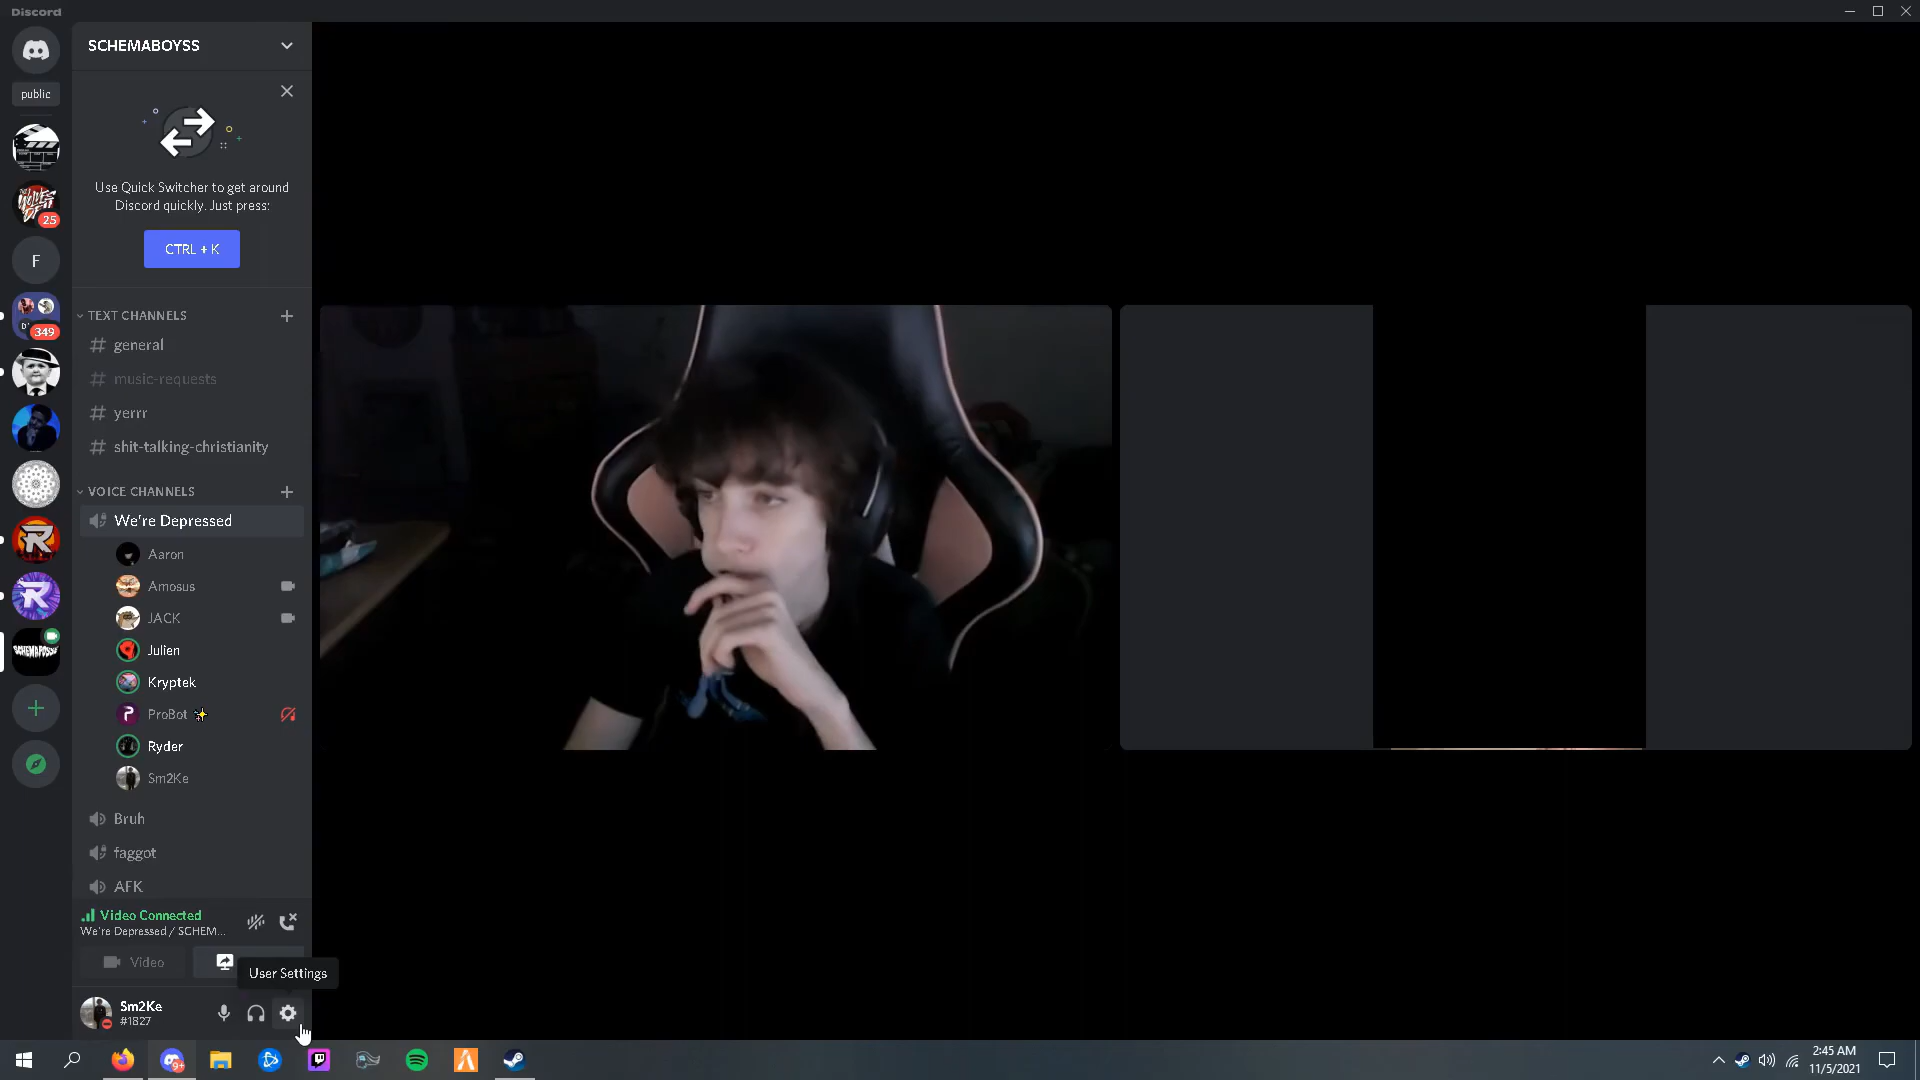 Discord
SCHEMABOYSS
public
Use Quick Switcher to get around
Discord quickly. Just press:
CTRL + K
25
F
349
TEXT CHANNELS
general
music-requests
yerrr
shit-talking-christianity
VOICE CHANNELS
We're Depressed
Aaron
Amosus
JACK
Julien
Kryptek
ProBot ✨
Ryder
Sm2Ke
Bruh
faggot
AFK
Video Connected
We're Depressed / SCHEM...
Video
User Settings
Sm2Ke
#1827
9+
2:45 AM
11/5/2021